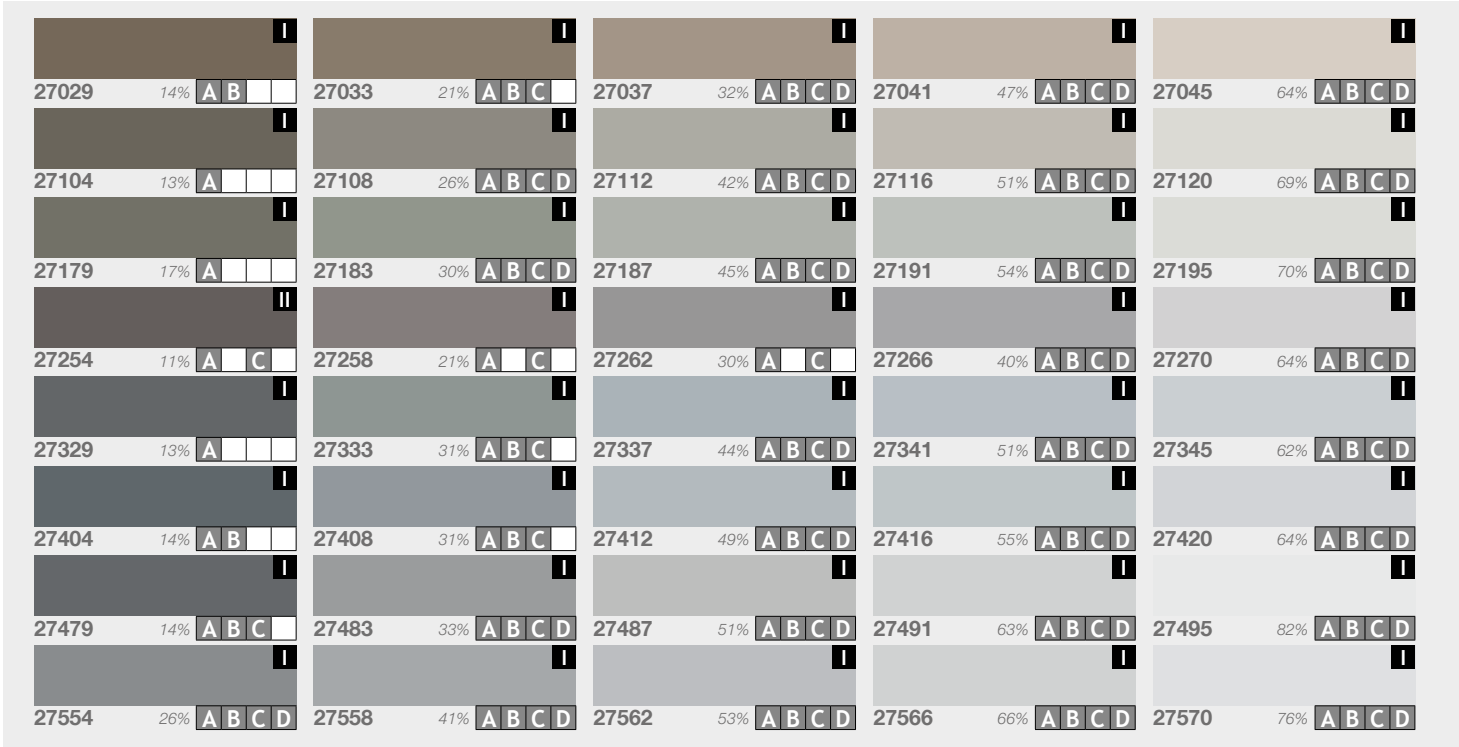 I I I I I
27029 14% A B 27033 21% A B C 27037 32% A B C D 27041 47% A B C D 27045 64% A B C D
I I I I I
27104 13% A 27108 26% A B C D 27112 42% A B C D 27116 51% A B C D 27120 69% A B C D
I I I I I
27179 17% A 27183 30% A B C D 27187 45% A B C D 27191 54% A B C D 27195 70% A B C D
II I I I I
27254 11% A C 27258 21% A C 27262 30% A C 27266 40% A B C D 27270 64% A B C D
I I I I I
27329 13% A 27333 31% A B C 27337 44% A B C D 27341 51% A B C D 27345 62% A B C D
I I I I I
27404 14% A B 27408 31% A B C 27412 49% A B C D 27416 55% A B C D 27420 64% A B C D
I I I I I
27479 14% A B C 27483 33% A B C D 27487 51% A B C D 27491 63% A B C D 27495 82% A B C D
I I I I I
27554 26% A B C D 27558 41% A B C D 27562 53% A B C D 27566 66% A B C D 27570 76% A B C D